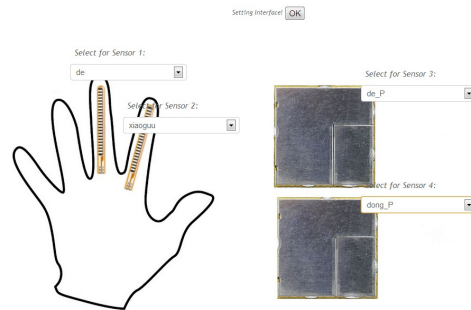 Setting Interface! OK
Select for Sensor 1:
de
Select for Sensor 2:
xiaoguu
Select for Sensor 3:
de_P
Select for Sensor 4:
dong_P